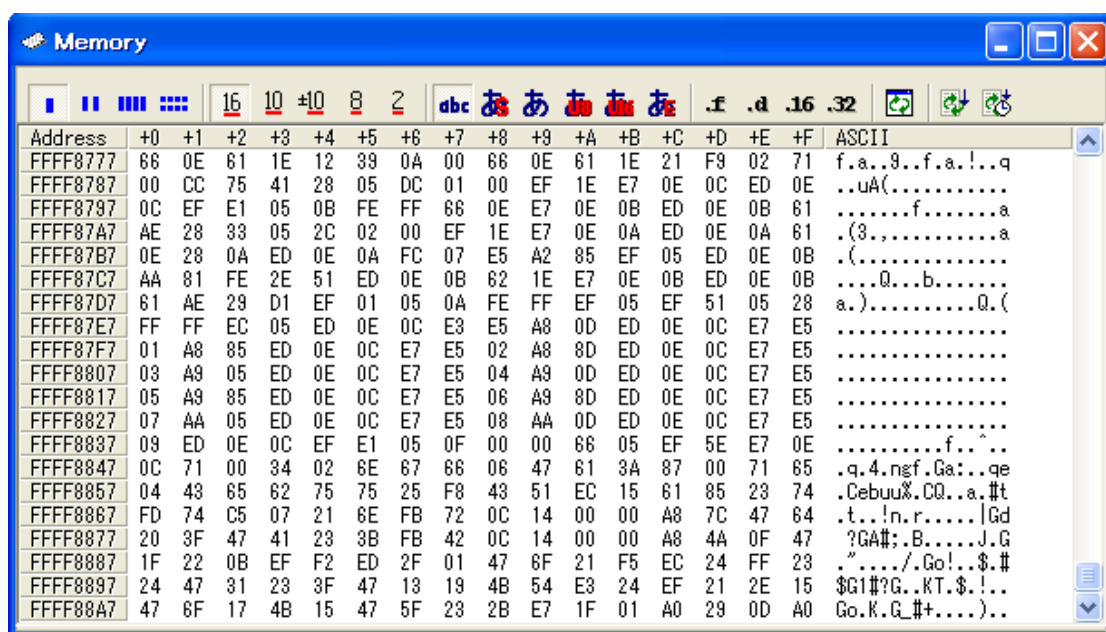 Memory
16 10 ±10 8 2 abc あS あ あJ あ あE .f .d .16 .32
Address +0 +1 +2 +3 +4 +5 +6 +7 +8 +9 +A +B +C +D +E +F ASCII
FFFF8777 66 0E 61 1E 12 39 0A 00 66 0E 61 1E 21 F9 02 71 f.a..9..f.a.!..q
FFFF8787 00 CC 75 41 28 05 DC 01 00 EF 1E E7 0E 0C ED 0E ..uA(...........
FFFF8797 0C EF E1 05 0B FE FF 66 0E E7 0E 0B ED 0E 0B 61 .......f.......a
FFFF87A7 AE 28 33 05 2C 02 00 EF 1E E7 0E 0A ED 0E 0A 61 .(3.,..........a
FFFF87B7 0E 28 0A ED 0E 0A FC 07 E5 A2 85 EF 05 ED 0E 0B .(..............
FFFF87C7 AA 81 FE 2E 51 ED 0E 0B 62 1E E7 0E 0B ED 0E 0B ....Q...b.......
FFFF87D7 61 AE 29 D1 EF 01 05 0A FE FF EF 05 EF 51 05 28 a.)..........Q.(
FFFF87E7 FF FF EC 05 ED 0E 0C E3 E5 A8 0D ED 0E 0C E7 E5 ................
FFFF87F7 01 A8 85 ED 0E 0C E7 E5 02 A8 8D ED 0E 0C E7 E5 ................
FFFF8807 03 A9 05 ED 0E 0C E7 E5 04 A9 0D ED 0E 0C E7 E5 ................
FFFF8817 05 A9 85 ED 0E 0C E7 E5 06 A9 8D ED 0E 0C E7 E5 ................
FFFF8827 07 AA 05 ED 0E 0C E7 E5 08 AA 0D ED 0E 0C E7 E5 ................
FFFF8837 09 ED 0E 0C EF E1 05 0F 00 00 66 05 EF 5E E7 0E ..........f..^..
FFFF8847 0C 71 00 34 02 6E 67 66 06 47 61 3A 87 00 71 65 .q.4.ngf.Ga:..qe
FFFF8857 04 43 65 62 75 75 25 F8 43 51 EC 15 61 85 23 74 .Cebuu%.CQ..a.#t
FFFF8867 FD 74 C5 07 21 6E FB 72 0C 14 00 00 A8 7C 47 64 .t..!n.r.....|Gd
FFFF8877 20 3F 47 41 23 3B FB 42 0C 14 00 00 A8 4A 0F 47 ?GA#;.B.....J.G
FFFF8887 1F 22 0B EF F2 ED 2F 01 47 6F 21 F5 EC 24 FF 23 ."..../.Go!..$.#
FFFF8897 24 47 31 23 3F 47 13 19 4B 54 E3 24 EF 21 2E 15 $G1#?G..KT.$.!..
FFFF88A7 47 6F 17 4B 15 47 5F 23 2B E7 1F 01 A0 29 0D A0 Go.K.G_#+....)..